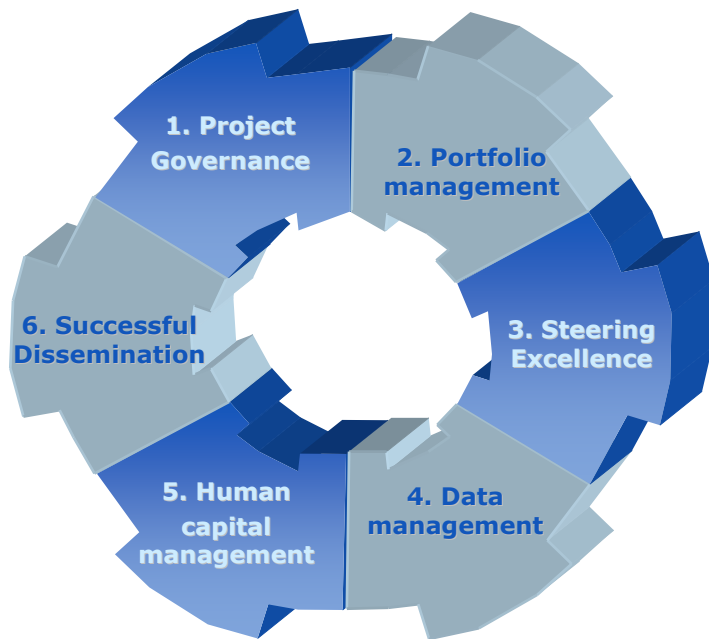 1. Project
Governance
2. Portfolio
management
3. Steering
Excellence
4. Data
management
5. Human
capital
management
6. Successful
Dissemination